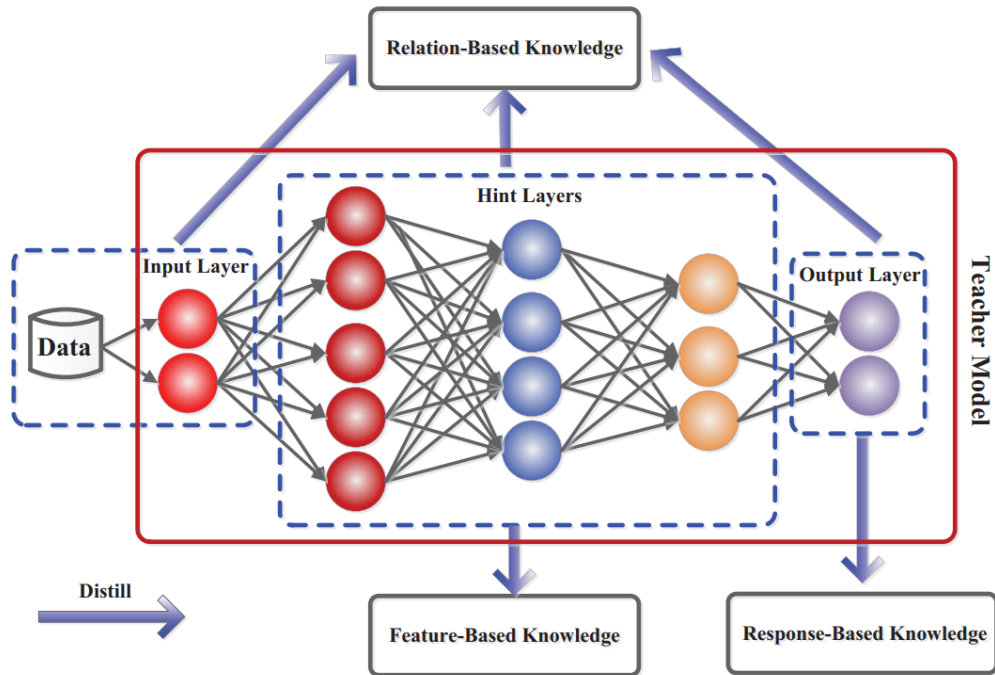 Relation-Based Knowledge
Hint Layers
Input Layer
Output Layer
Data
Teacher Model
Distill
Feature-Based Knowledge
Response-Based Knowledge